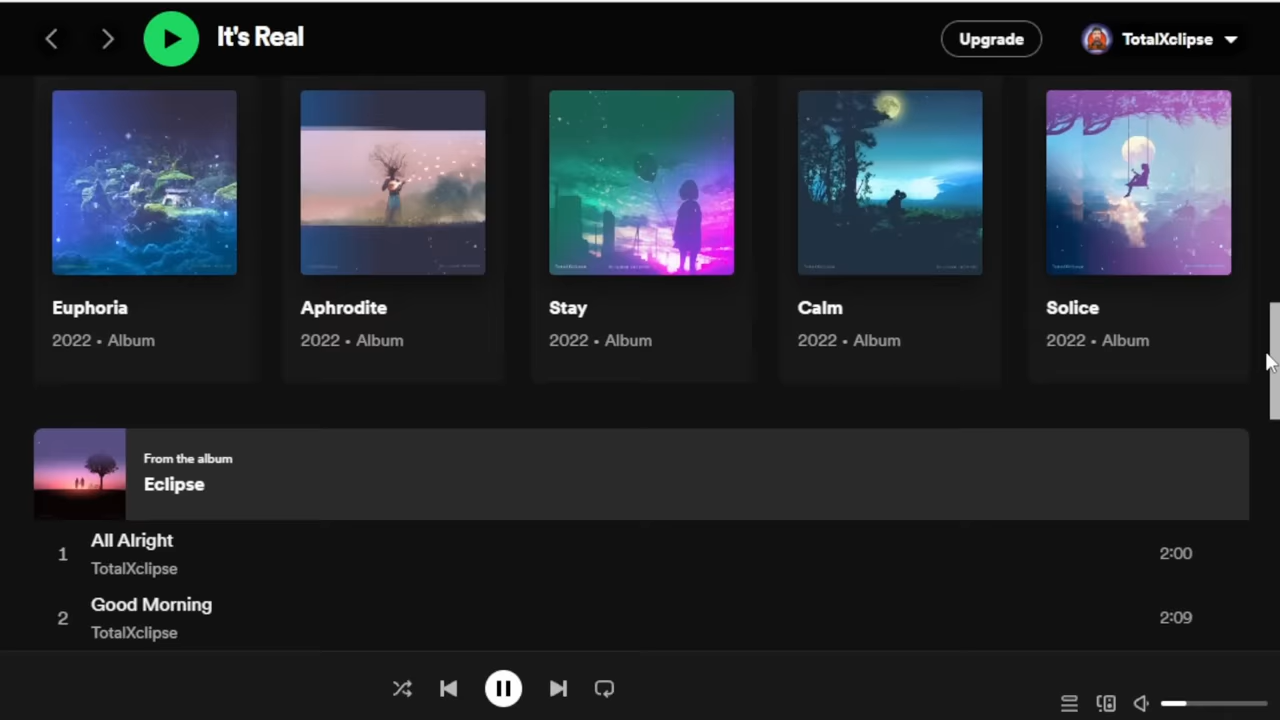 It's Real
Upgrade
TotalXclipse
Euphoria
2022 • Album
Aphrodite
2022 • Album
Stay
2022 • Album
Calm
2022 • Album
Solice
2022 • Album
From the album
Eclipse
1
All Alright
TotalXclipse
2:00
2
Good Morning
TotalXclipse
2:09